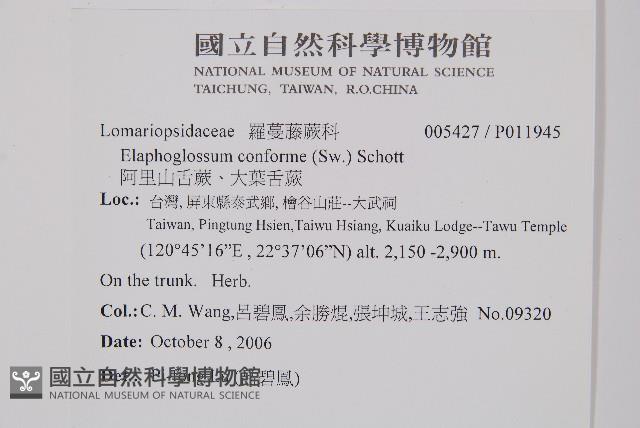 國立自然科學博物館
NATIONAL MUSEUM OF NATURAL SCIENCE
TAICHUNG, TAIWAN, R.O.CHINA
Lomariopsidaceae 羅蔓藤蕨科 005427 / P011945
Elaphoglossum conforme (Sw.) Schott
阿里山舌蕨、大葉舌蕨
Loc.: 台灣, 屏東縣泰武鄉, 檜谷山莊--大武祠
Taiwan, Pingtung Hsien,Taiwu Hsiang, Kuaiku Lodge--Tawu Temple
(120°45’16”E , 22°37’06”N) alt. 2,150 -2,900 m.
On the trunk. Herb.
Col.: C. M. Wang,呂碧鳳,余勝焜,張坤城,王志強 No.09320
Date: October 8 , 2006
碧鳳)
國立自然科學博物館
NATIONAL MUSEUM OF NATURAL SCIENCE